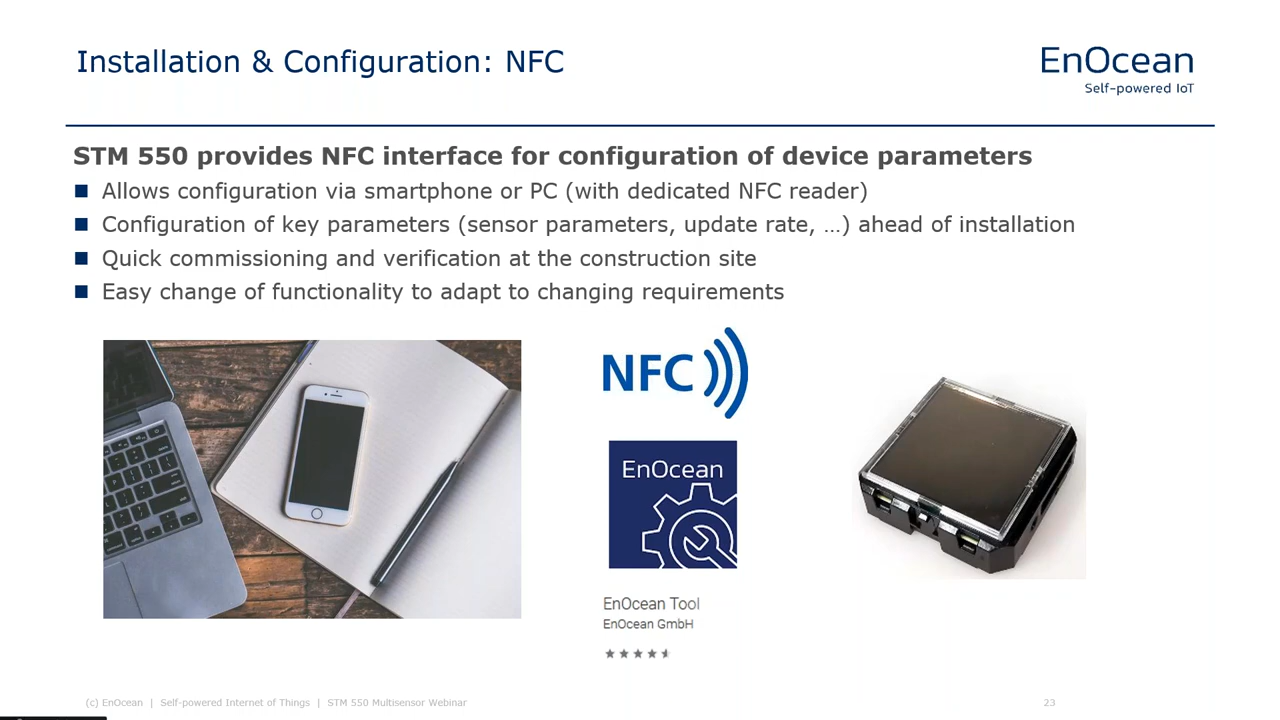 Installation & Configuration: NFC
EnOcean
Self-powered IoT
STM 550 provides NFC interface for configuration of device parameters
Allows configuration via smartphone or PC (with dedicated NFC reader)
Configuration of key parameters (sensor parameters, update rate, …) ahead of installation
Quick commissioning and verification at the construction site
Easy change of functionality to adapt to changing requirements
NFC
EnOcean
EnOcean Tool
EnOcean GmbH
(c) EnOcean | Self-powered Internet of Things | STM 550 Multisensor Webinar
23